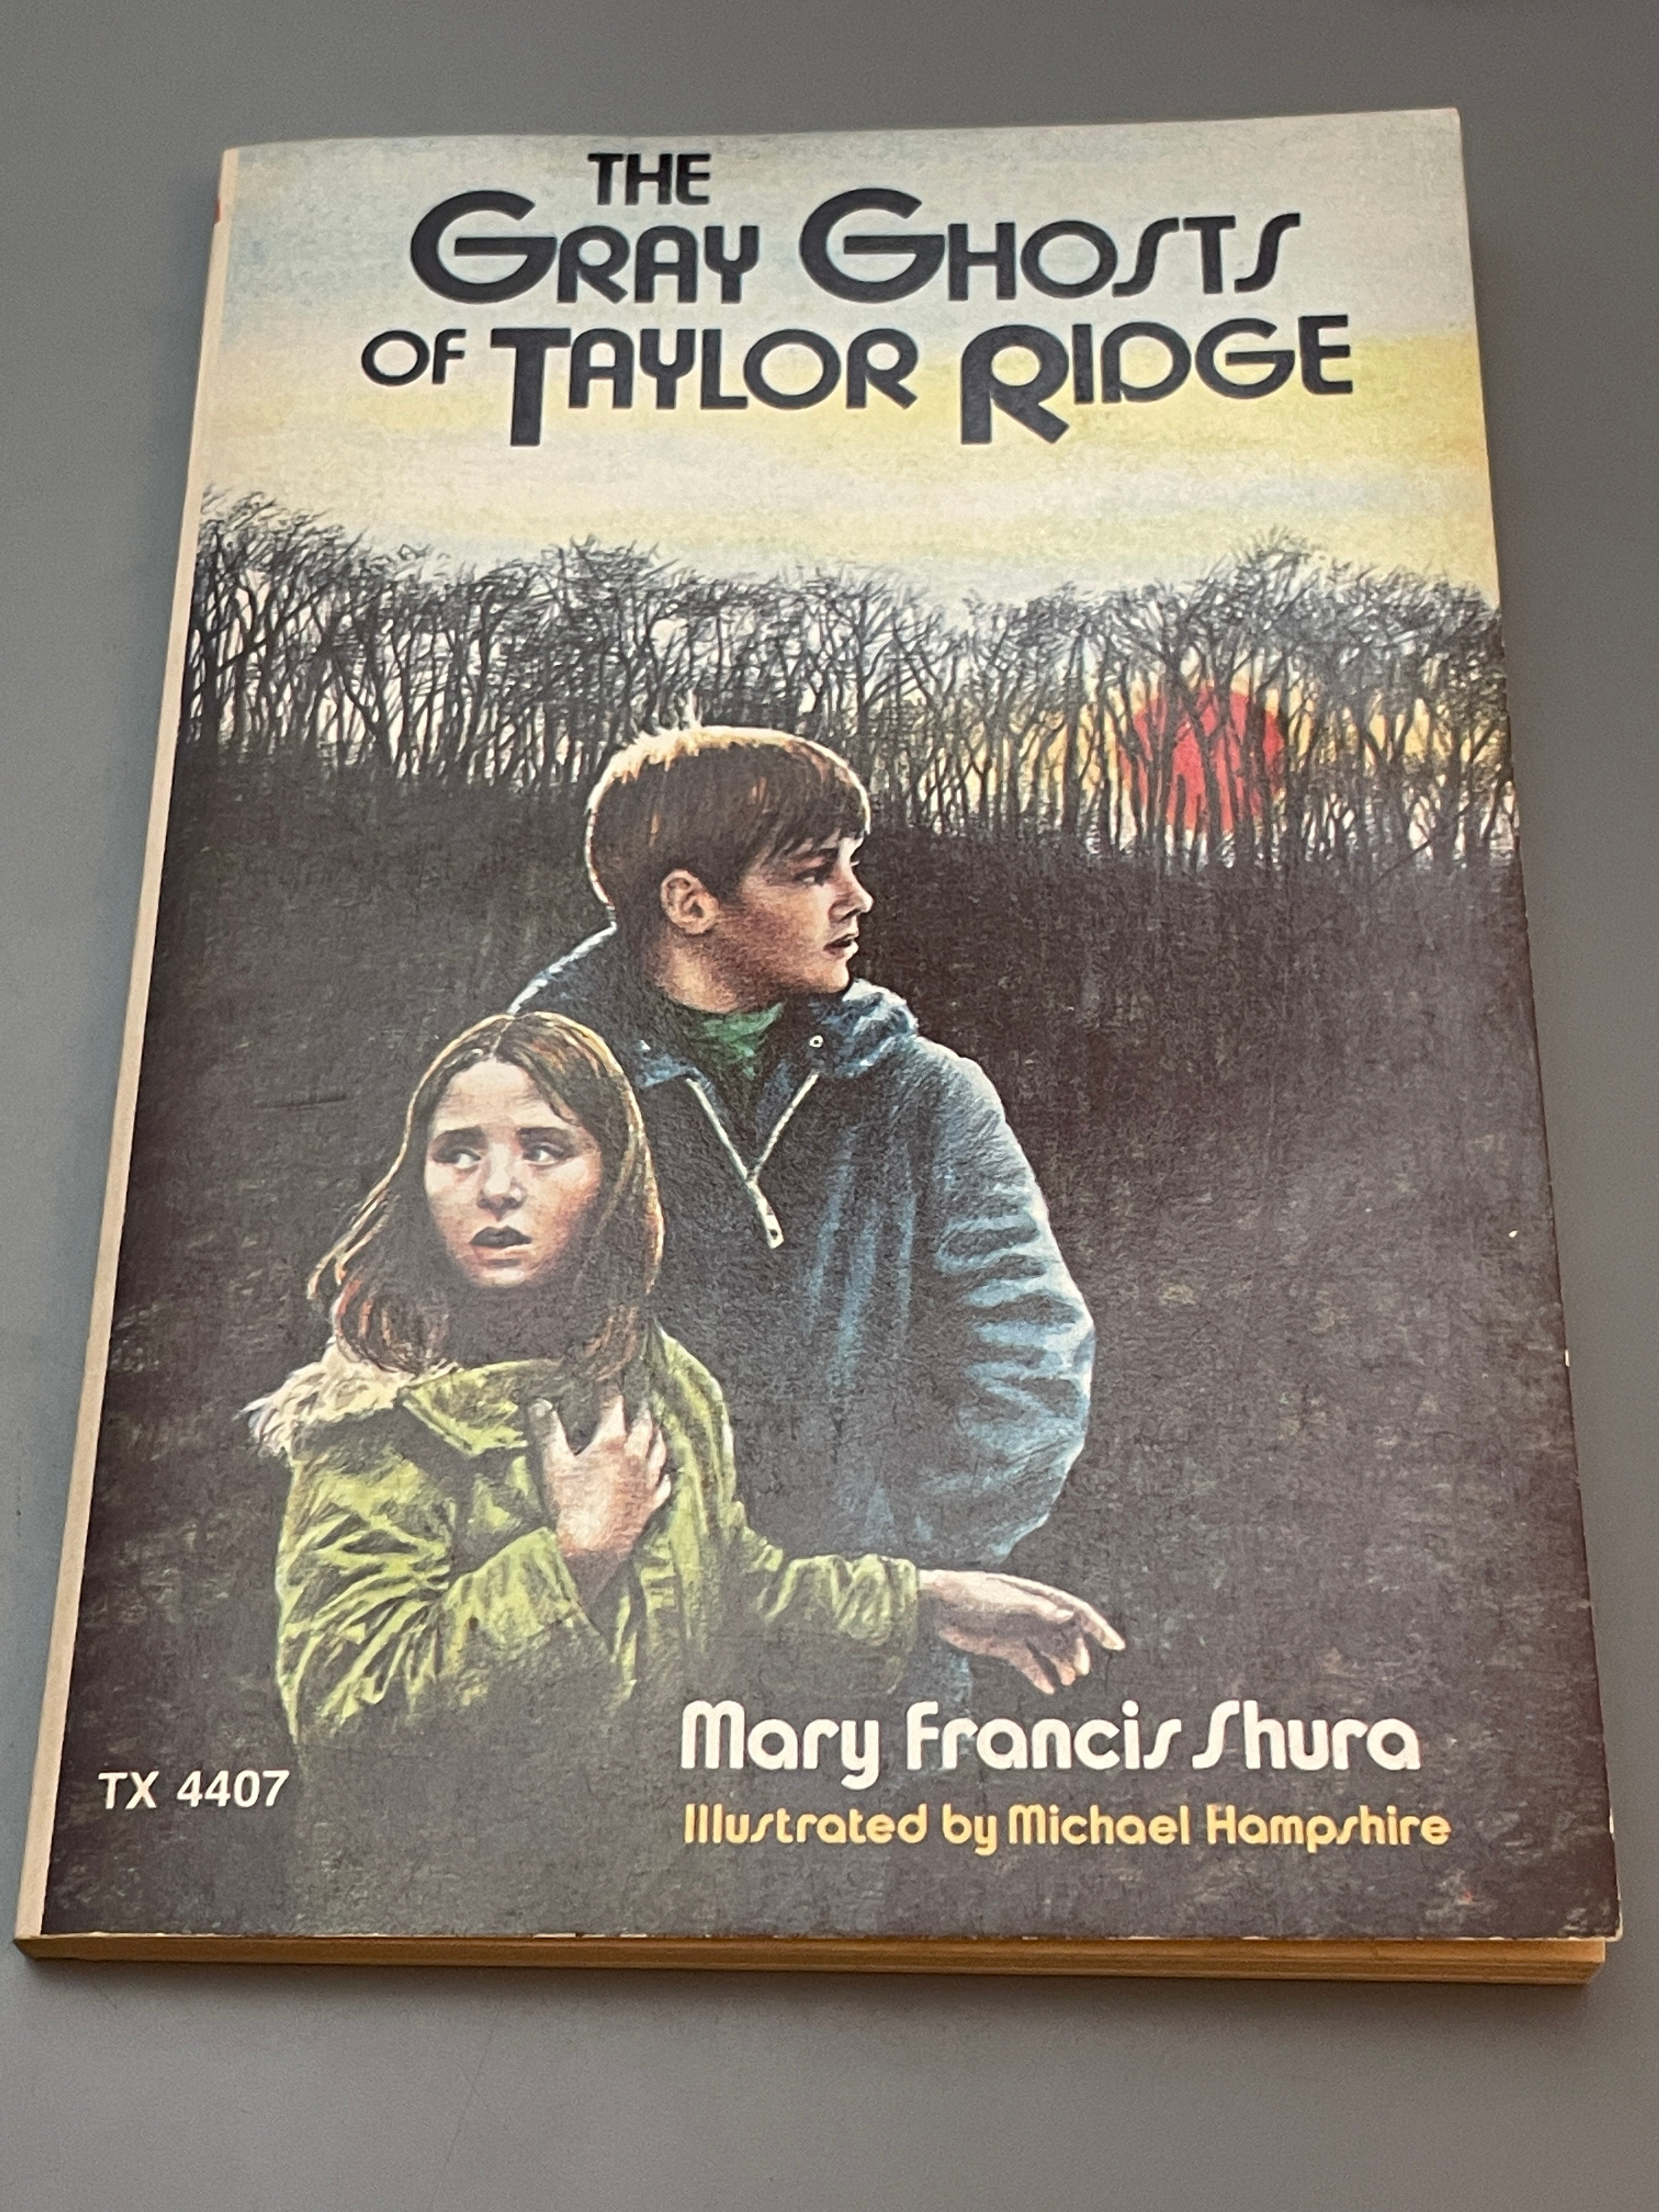 THE
GRAY GHOSTS
OF TAYLOR RIDGE
Mary Francis Shura
TX 4407
Illustrated by Michael Hampshire